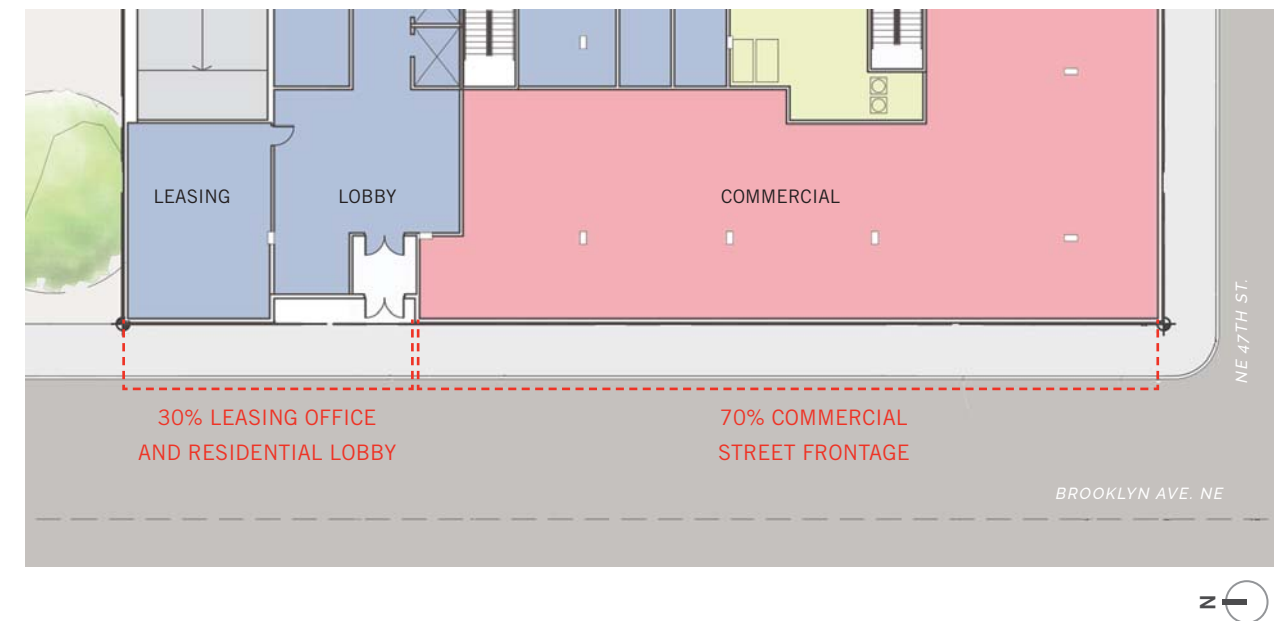 LEASING
LOBBY
COMMERCIAL
NE 47TH ST.
30% LEASING OFFICE
AND RESIDENTIAL LOBBY
70% COMMERCIAL
STREET FRONTAGE
BROOKLYN AVE. NE
N